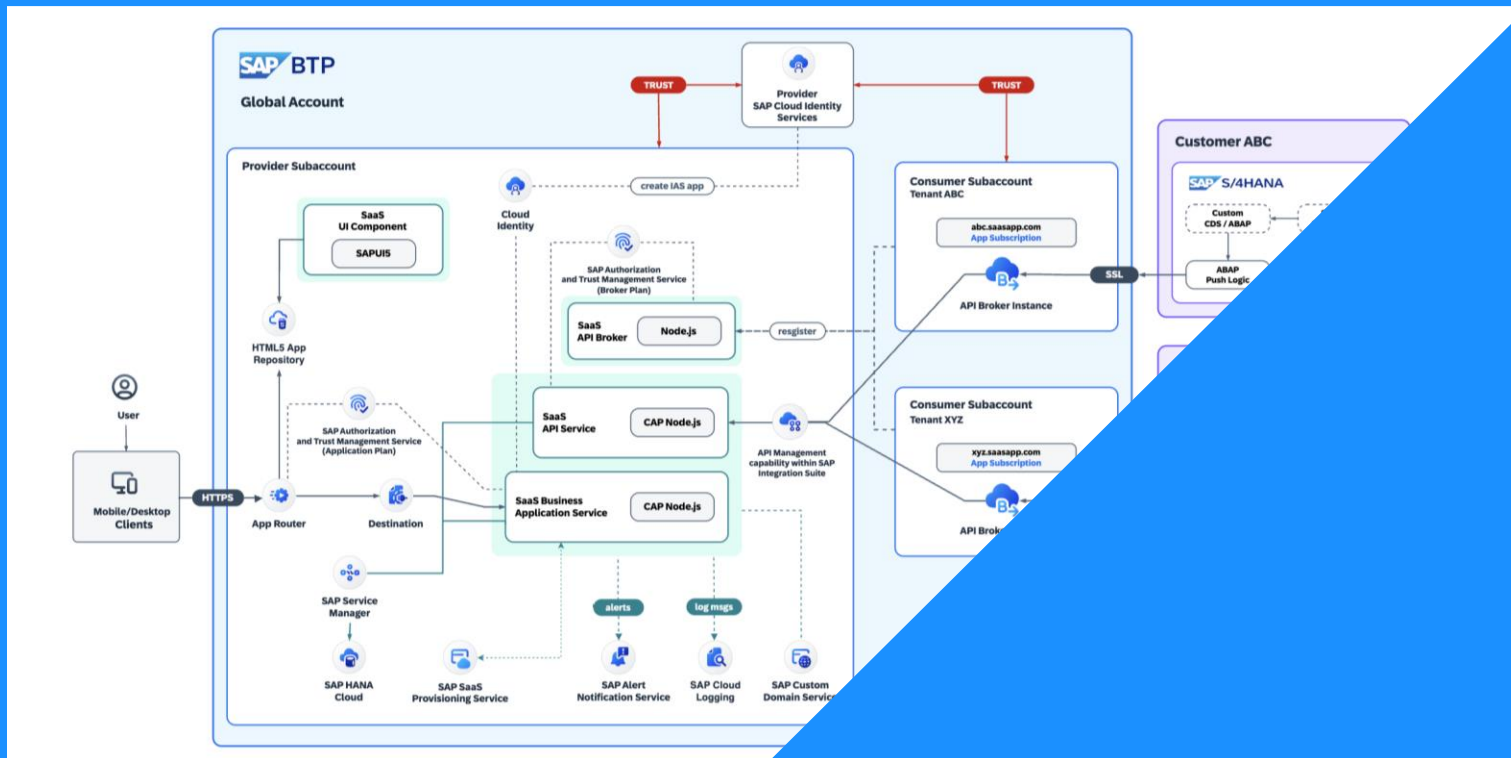 SAP BTP
Global Account
TRUST
Provider
SAP Cloud Identity
Services
TRUST
Provider Subaccount
Cloud
Identity
create IAS app
SaaS
UI Component
SAPUI5
SAP Authorization
and Trust Management Service
(Broker Plan)
SaaS
API Broker
Node.js
resgister
HTML5 App
Repository
User
Mobile/Desktop
Clients
HTTPS
SAP Authorization
and Trust Management Service
(Application Plan)
App Router
Destination
SaaS
API Service
CAP Node.js
SaaS Business
Application Service
CAP Node.js
API Management
capability within SAP
Integration Suite
SAP Service
Manager
SAP HANA
Cloud
SAP SaaS
Provisioning Service
alerts
log msgs
SAP Alert
Notification Service
SAP Cloud
Logging
SAP Custom
Domain Service
Consumer Subaccount
Tenant ABC
abc.saasapp.com
App Subscription
API Broker Instance
SSL
Consumer Subaccount
Tenant XYZ
xyz.saasapp.com
App Subscription
API
Customer ABC
SAP S/4HANA
Custom
CDS / ABAP
ABAP
Push Logic